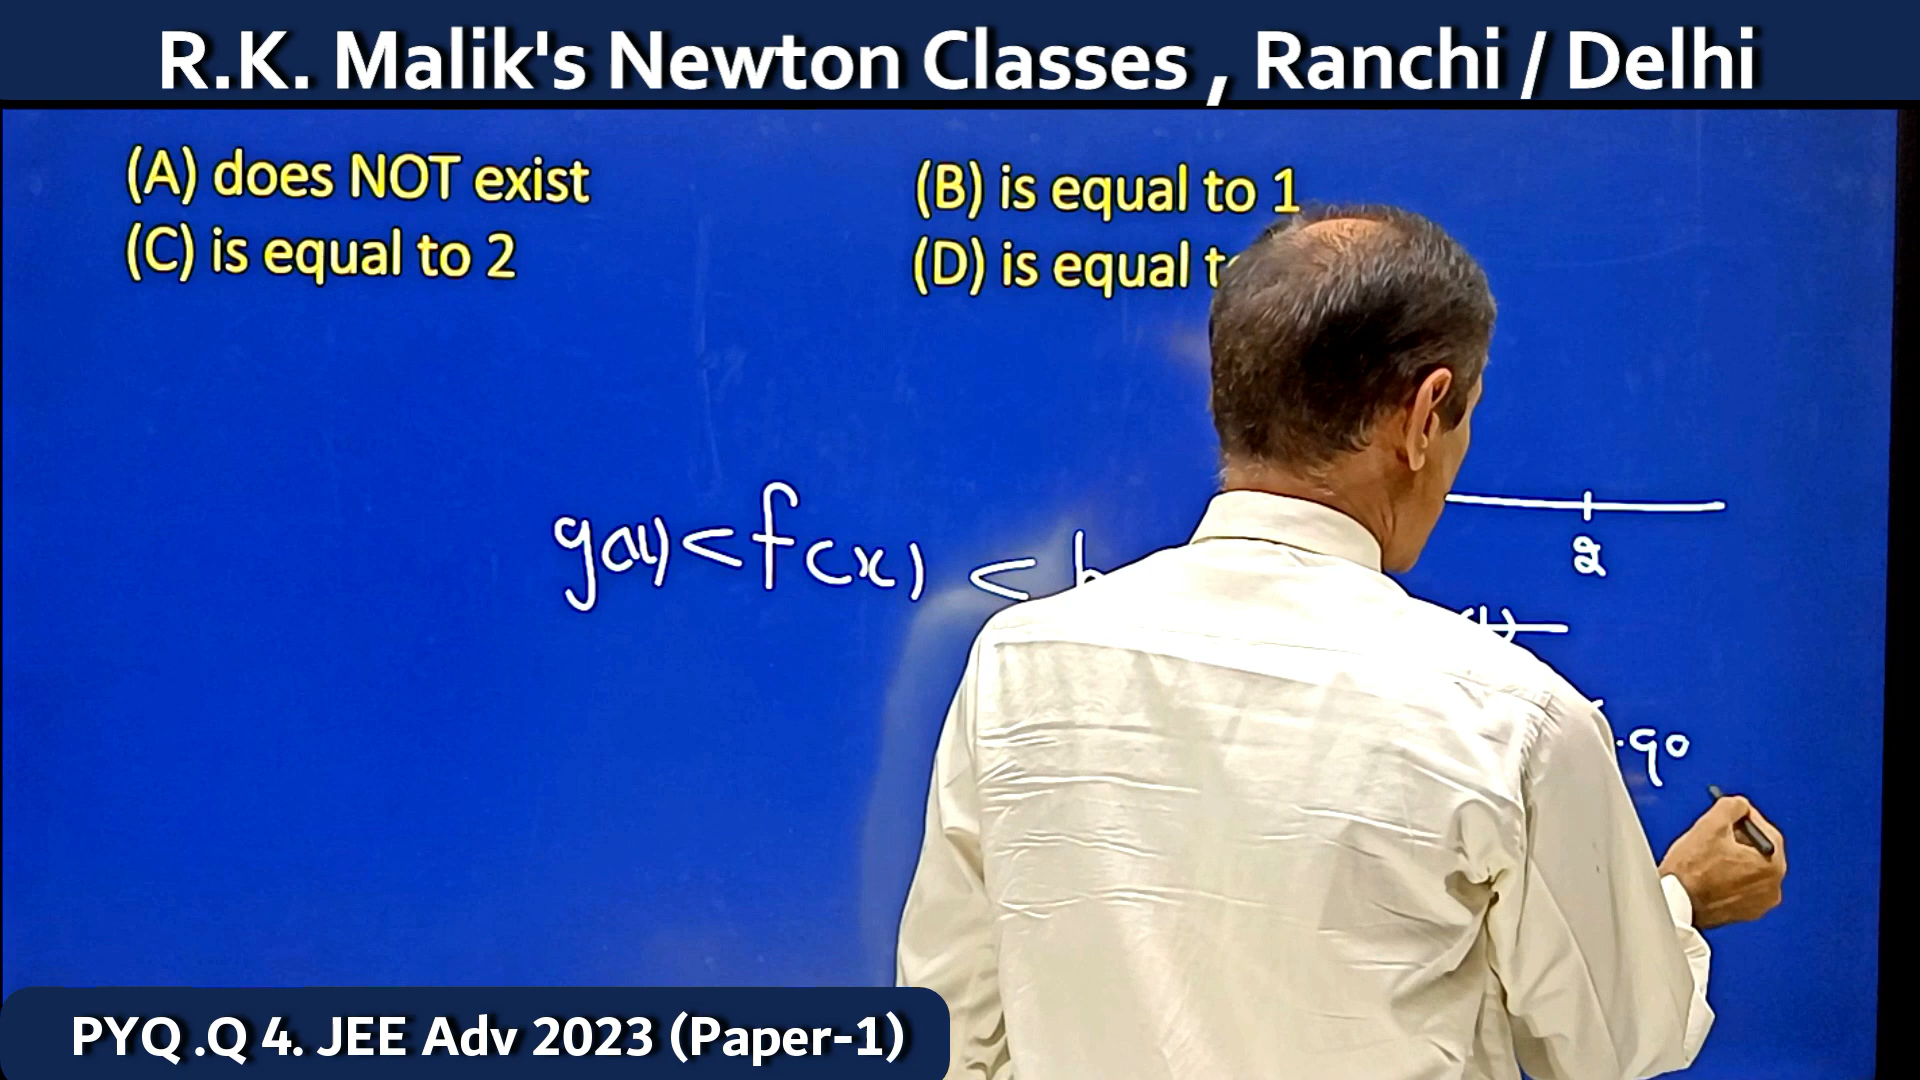 R.K. Malik's Newton Classes , Ranchi / Delhi
(A) does NOT exist
(B) is equal to 1
(C) is equal to 2
(D) is equal
g(x) < f(x) <
2
.90
PYQ .Q 4. JEE Adv 2023 (Paper-1)